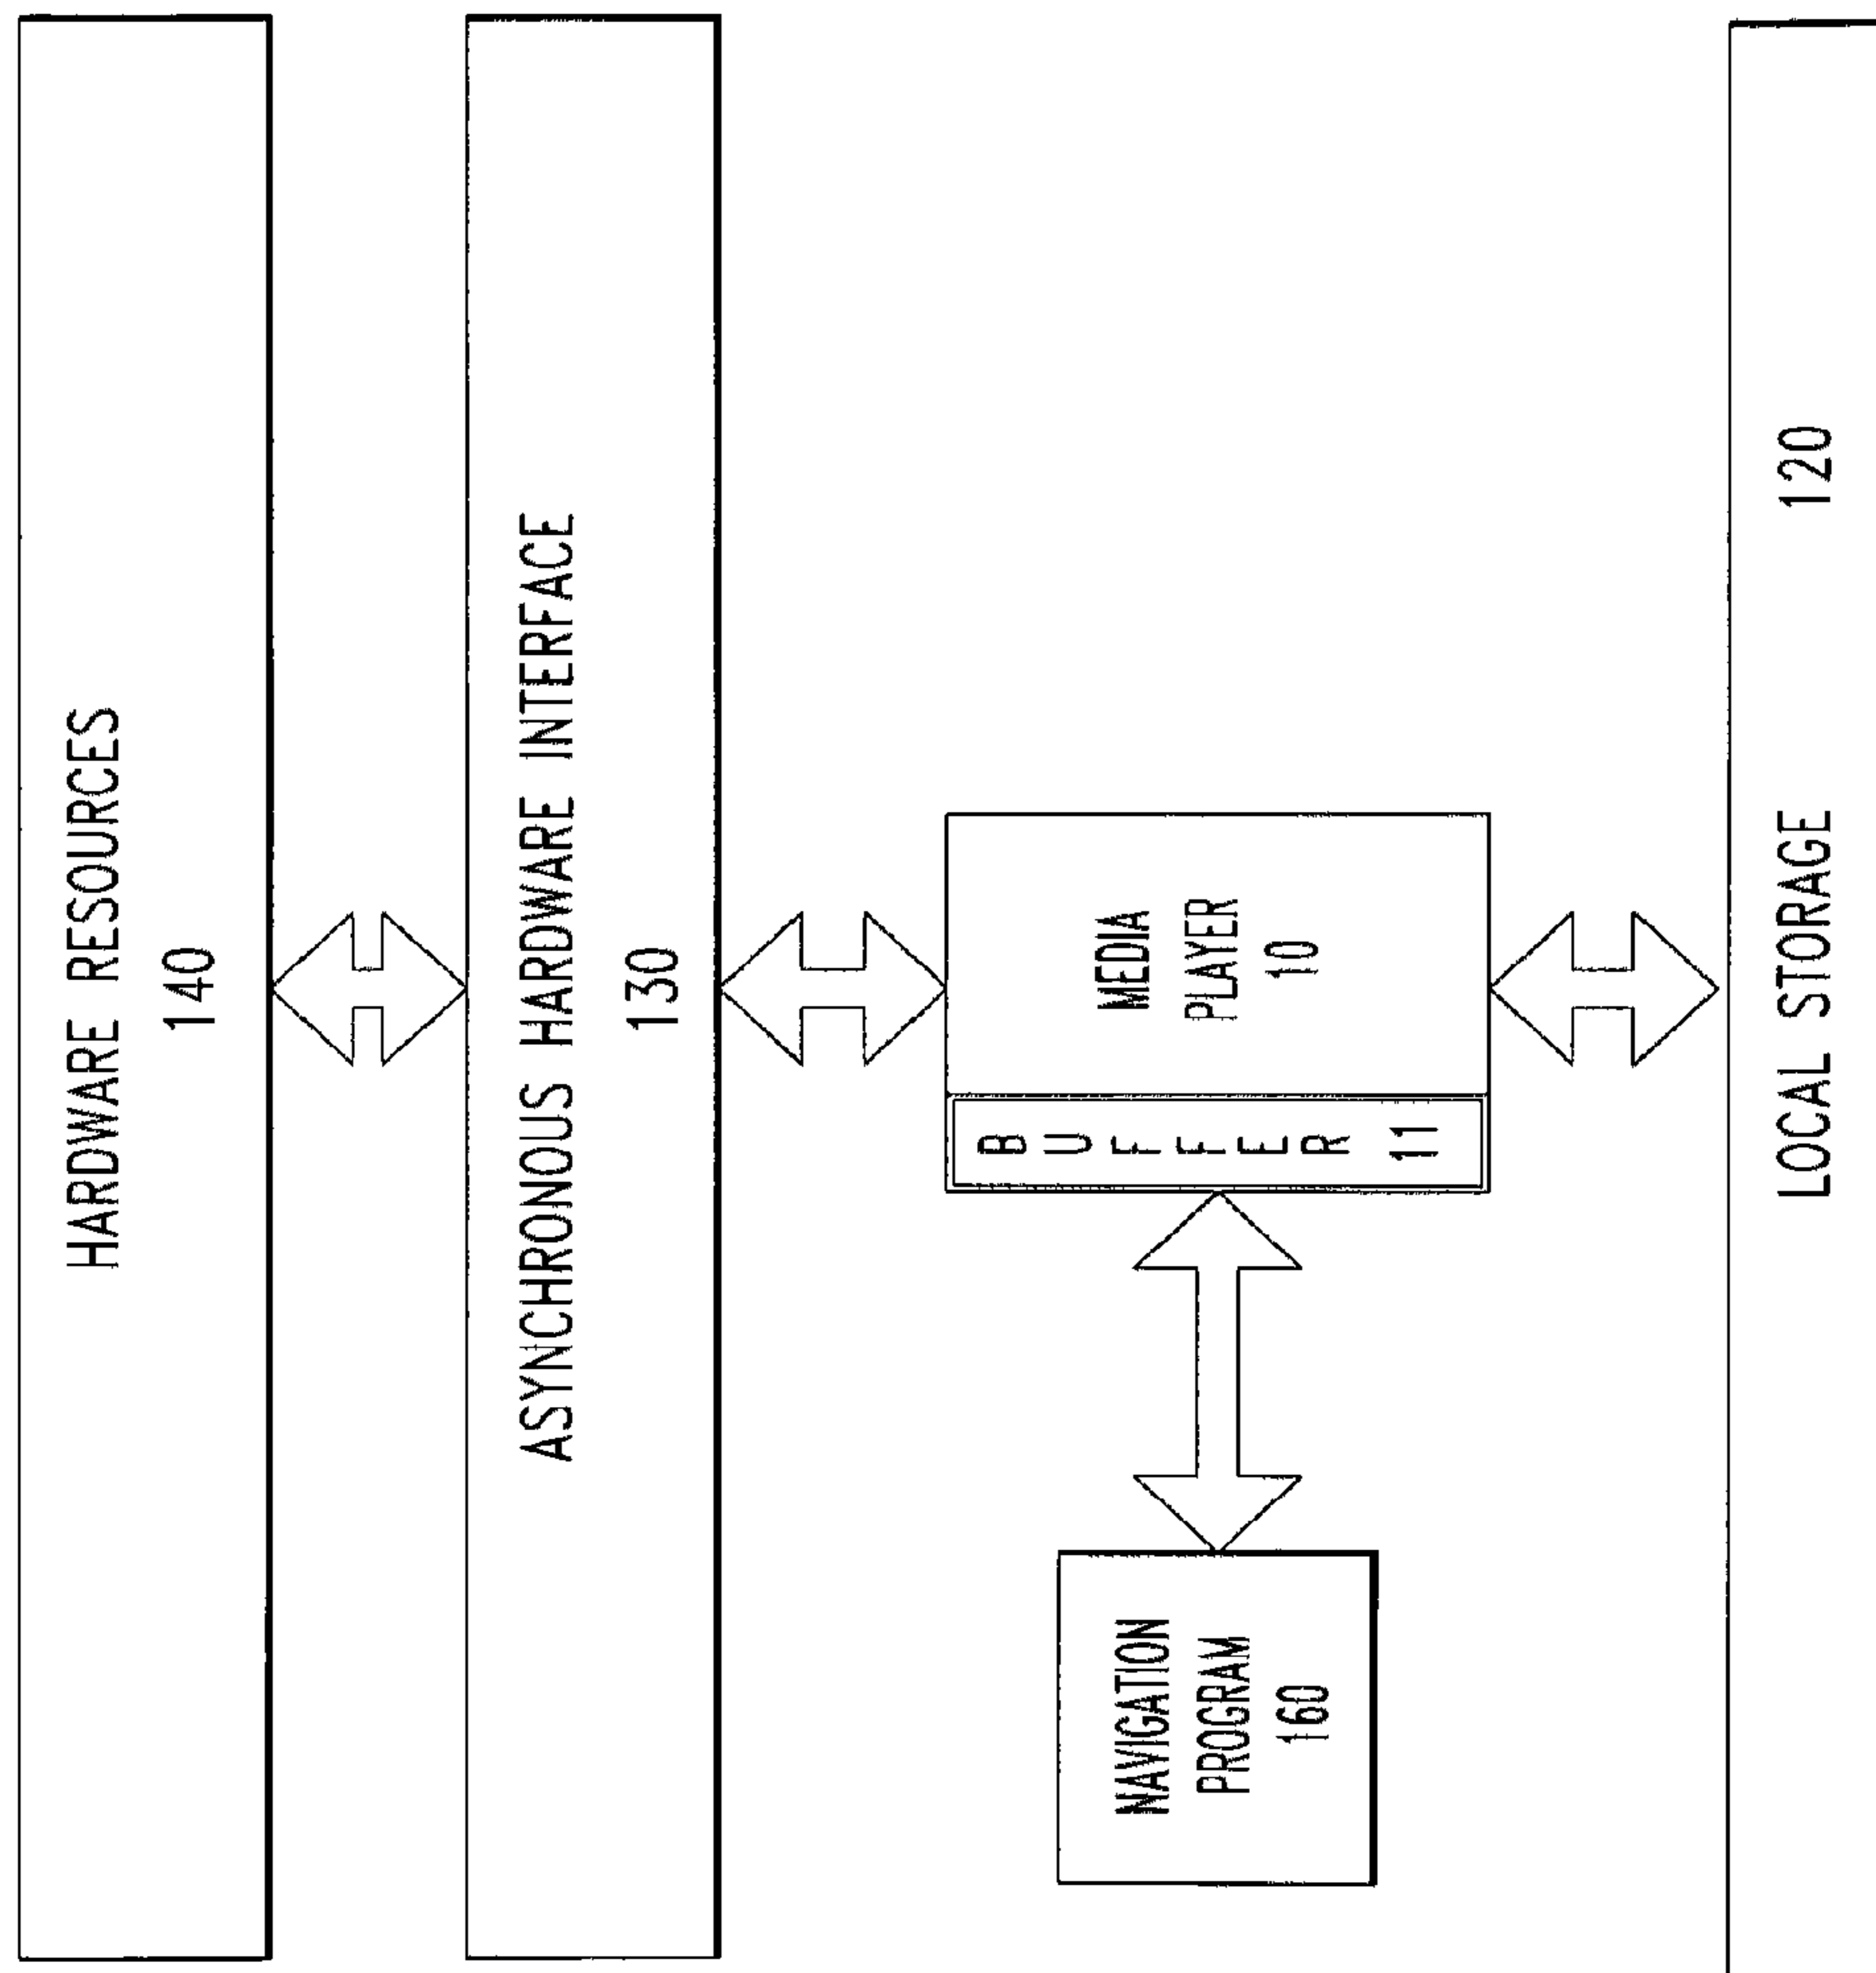 HARDWARE RESOURCES
140
ASYNCHRONOUS HARDWARE INTERFACE
130
NAVIGATION
PROGRAM
160
BUFFER 11
MEDIA
PLAYER
10
LOCAL STORAGE 120